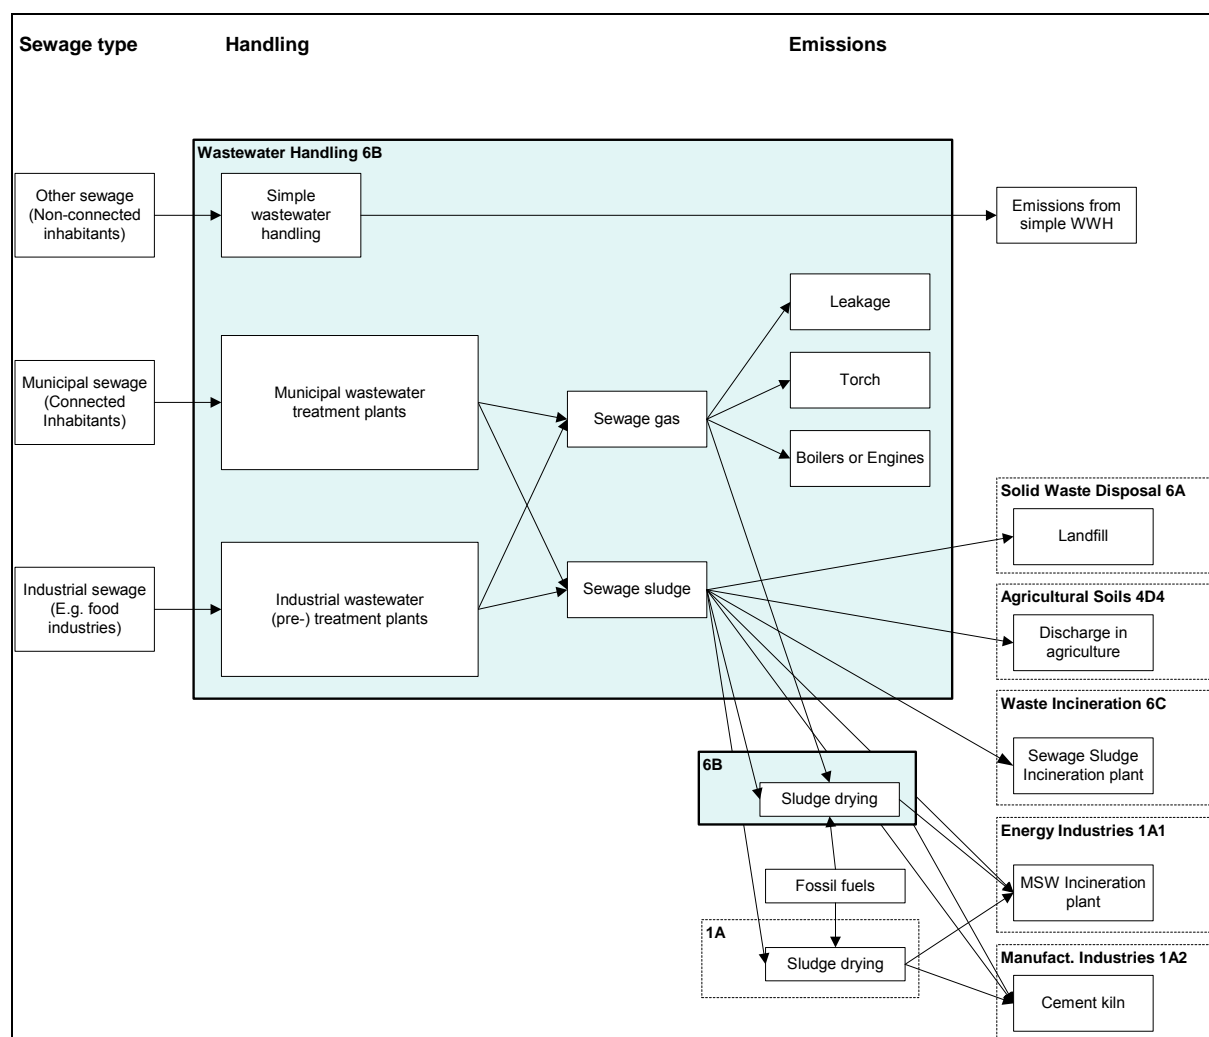 Sewage type
Handling
Emissions
Wastewater Handling 6B
Other sewage
(Non-connected
inhabitants)
Simple
wastewater
handling
Emissions from
simple WWH
Leakage
Municipal sewage
(Connected
Inhabitants)
Municipal wastewater
treatment plants
Sewage gas
Torch
Boilers or Engines
Solid Waste Disposal 6A
Landfill
Industrial sewage
(E.g. food
industries)
Industrial wastewater
(pre-) treatment plants
Sewage sludge
Agricultural Soils 4D4
Discharge in
agriculture
Waste Incineration 6C
Sewage Sludge
Incineration plant
6B
Sludge drying
Energy Industries 1A1
MSW Incineration
plant
Fossil fuels
1A
Sludge drying
Manufact. Industries 1A2
Cement kiln